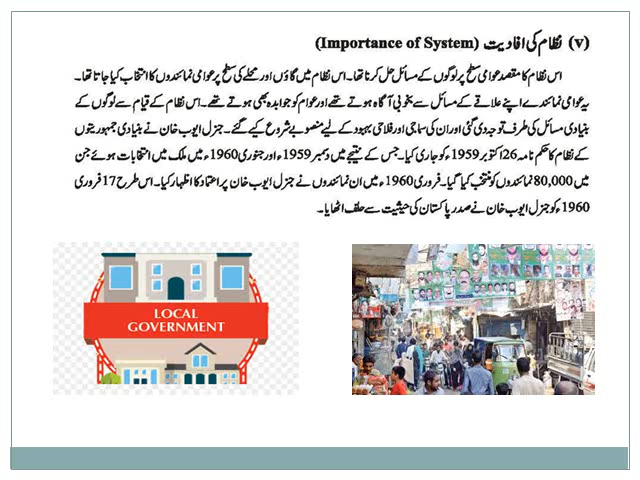 (v) نظام کی افادیت (Importance of System)
اس نظام کا مقصد عوامی سطح پر لوگوں کے مسائل حل کرنا تھا۔ اس نظام میں گاؤں اور محلے کی سطح پر عوامی نمائندوں کا انتخاب کیا جاتا تھا۔
یہ عوامی نمائندے اپنے علاقے کے مسائل سے بخوبی آگاہ ہوتے تھے اور عوام کو جوابدہ بھی ہوتے تھے۔ اس نظام کے قیام سے لوگوں کے
بنیادی مسائل کی طرف توجہ دی گئی اور ان کی سماجی اور فلاحی بہبود کے لیے منصوبے شروع کیے گئے۔ جنرل ایوب خان نے بنیادی جمہوریتوں
کے نظام کا حکم نامہ 26 اکتوبر 1959ء کو جاری کیا۔ جس کے نتیجے میں دسمبر 1959ء اور جنوری 1960ء میں ملک میں انتخابات ہوئے جن
میں 80,000 نمائندوں کو منتخب کیا گیا۔ فروری 1960ء میں ان نمائندوں نے جنرل ایوب خان پر اعتماد کا اظہار کیا۔ اس طرح 17 فروری
1960ء کو جنرل ایوب خان نے صدر پاکستان کی حیثیت سے حلف اٹھایا۔
LOCAL
GOVERNMENT